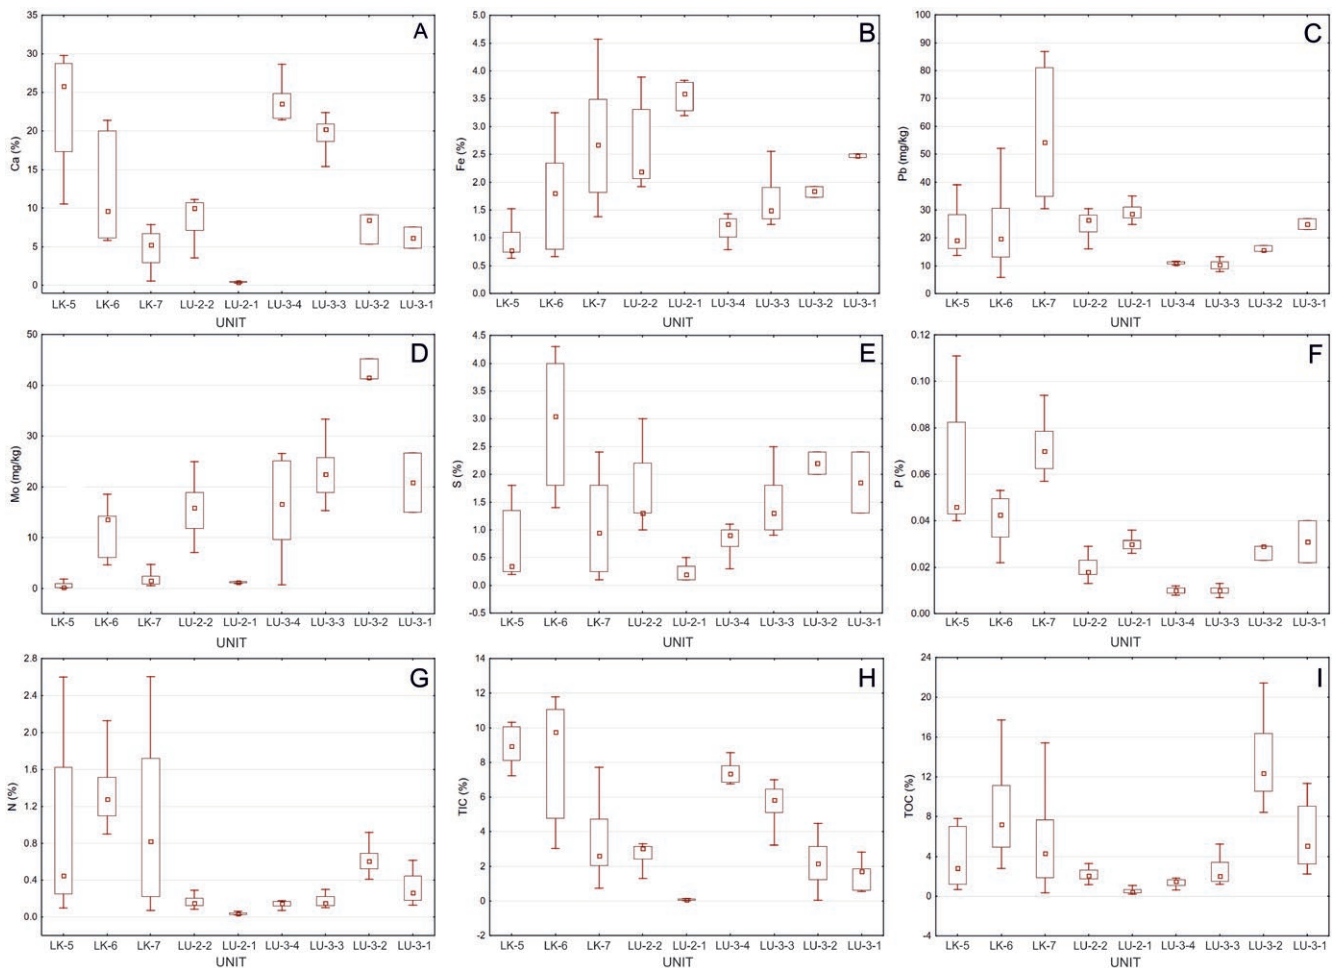 A
Ca (%)
35
30
25
20
15
10
5
0
LK-5 LK-6 LK-7 LU-2-2 LU-2-1 LU-3-4 LU-3-3 LU-3-2 LU-3-1
UNIT
B
Fe (%)
5.0
4.5
4.0
3.5
3.0
2.5
2.0
1.5
1.0
0.5
0.0
LK-5 LK-6 LK-7 LU-2-2 LU-2-1 LU-3-4 LU-3-3 LU-3-2 LU-3-1
UNIT
C
Pb (mg/kg)
100
90
80
70
60
50
40
30
20
10
0
LK-5 LK-6 LK-7 LU-2-2 LU-2-1 LU-3-4 LU-3-3 LU-3-2 LU-3-1
UNIT
D
Mo (mg/kg)
50
40
30
20
10
0
LK-5 LK-6 LK-7 LU-2-2 LU-2-1 LU-3-4 LU-3-3 LU-3-2 LU-3-1
UNIT
E
S (%)
4.5
4.0
3.5
3.0
2.5
2.0
1.5
1.0
0.5
0.0
-0.5
LK-5 LK-6 LK-7 LU-2-2 LU-2-1 LU-3-4 LU-3-3 LU-3-2 LU-3-1
UNIT
F
P (%)
0.12
0.10
0.08
0.06
0.04
0.02
0.00
LK-5 LK-6 LK-7 LU-2-2 LU-2-1 LU-3-4 LU-3-3 LU-3-2 LU-3-1
UNIT
G
N (%)
2.8
2.4
2.0
1.6
1.2
0.8
0.4
0.0
LK-5 LK-6 LK-7 LU-2-2 LU-2-1 LU-3-4 LU-3-3 LU-3-2 LU-3-1
UNIT
H
TIC (%)
14
12
10
8
6
4
2
0
-2
LK-5 LK-6 LK-7 LU-2-2 LU-2-1 LU-3-4 LU-3-3 LU-3-2 LU-3-1
UNIT
I
TOC (%)
24
20
16
12
8
4
0
-4
LK-5 LK-6 LK-7 LU-2-2 LU-2-1 LU-3-4 LU-3-3 LU-3-2 LU-3-1
UNIT